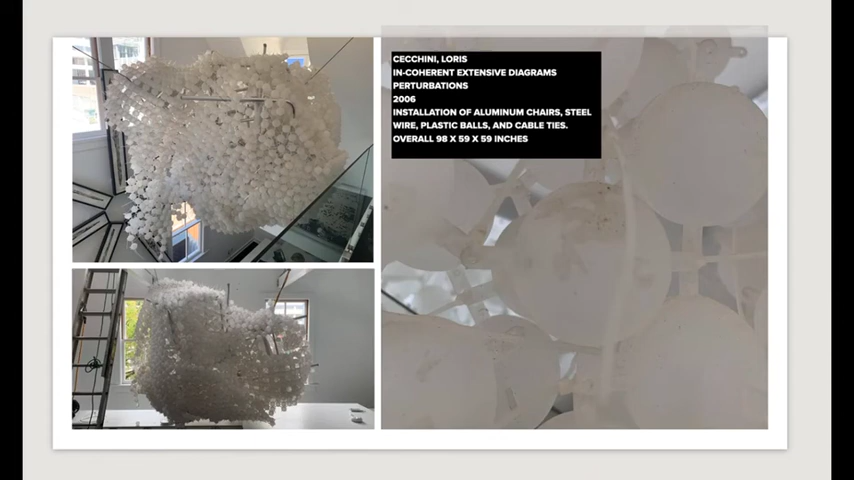 CECCHINI, LORIS
IN-COHERENT EXTENSIVE DIAGRAMS
PERTURBATIONS
2006
INSTALLATION OF ALUMINUM CHAIRS, STEEL
WIRE, PLASTIC BALLS, AND CABLE TIES.
OVERALL 98 X 59 X 59 INCHES